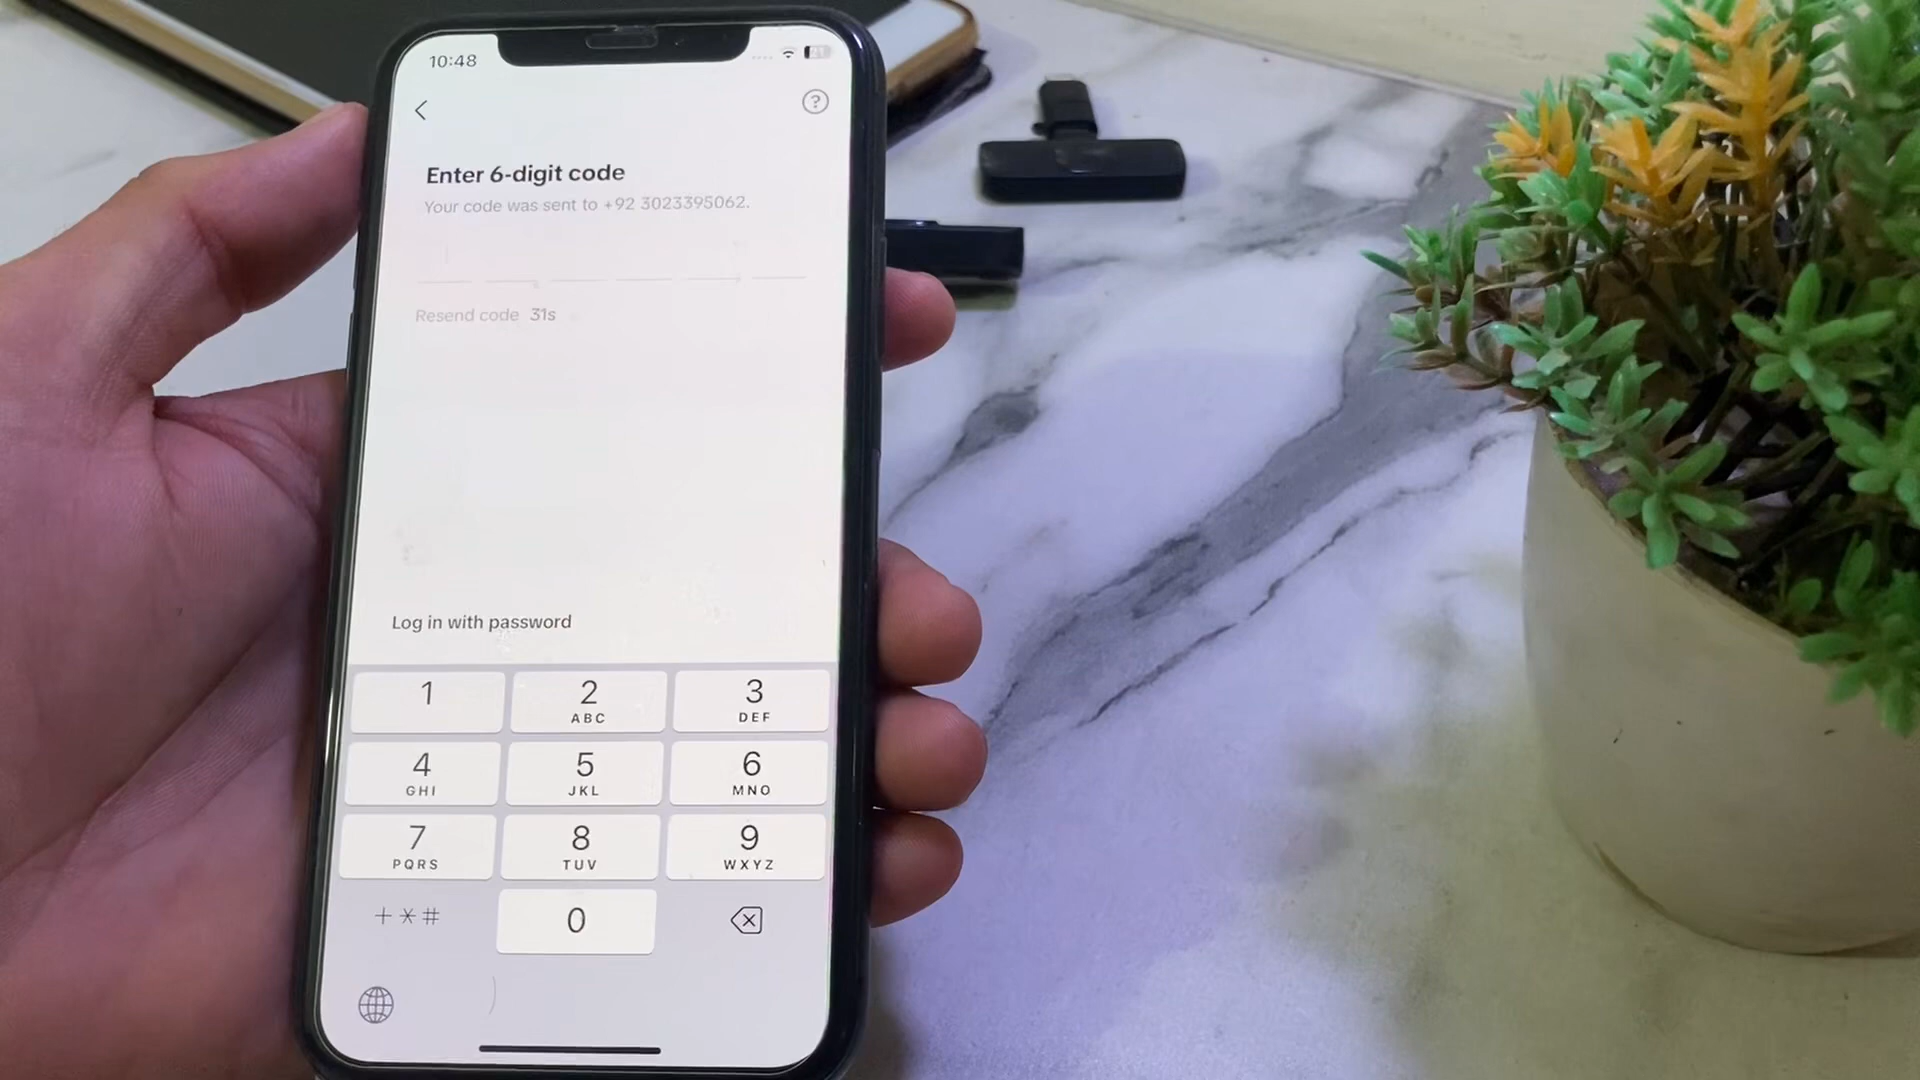 10:48
21
?
Enter 6-digit code
Your code was sent to +92 3023395062.
Resend code 31s
Log in with password
1 2 3
ABC DEF
4 5 6
GHI JKL MNO
7 8 9
PQRS TUV WXYZ
+*# 0